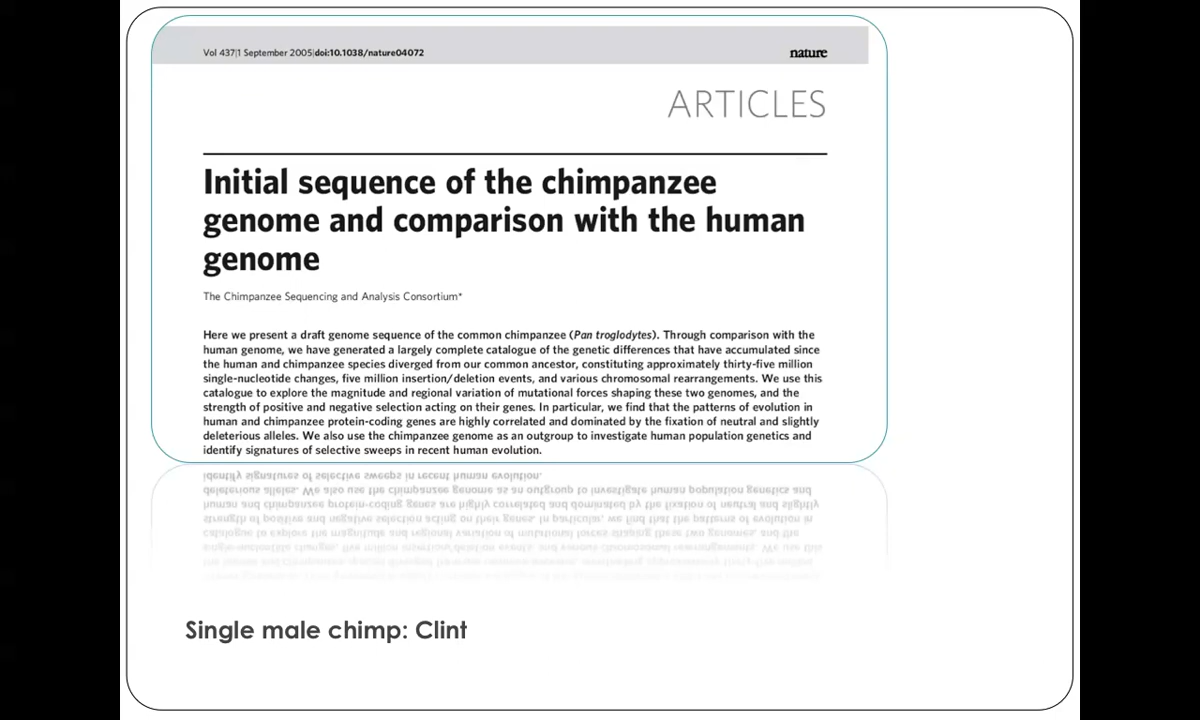 Vol 437|1 September 2005|doi:10.1038/nature04072
nature
ARTICLES
Initial sequence of the chimpanzee
genome and comparison with the human
genome
The Chimpanzee Sequencing and Analysis Consortium*
Here we present a draft genome sequence of the common chimpanzee (Pan troglodytes). Through comparison with the
human genome, we have generated a largely complete catalogue of the genetic differences that have accumulated since
the human and chimpanzee species diverged from our common ancestor, constituting approximately thirty-five million
single-nucleotide changes, five million insertion/deletion events, and various chromosomal rearrangements. We use this
catalogue to explore the magnitude and regional variation of mutational forces shaping these two genomes, and the
strength of positive and negative selection acting on their genes. In particular, we find that the patterns of evolution in
human and chimpanzee protein-coding genes are highly correlated and dominated by the fixation of neutral and slightly
deleterious alleles. We also use the chimpanzee genome as an outgroup to investigate human population genetics and
identify signatures of selective sweeps in recent human evolution.
Single male chimp: Clint